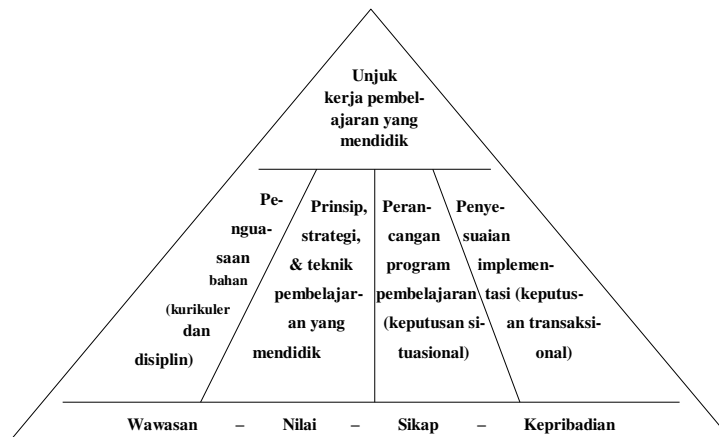 Unjuk
kerja pembel-
ajaran yang
mendidik
Pe-
ngua-
saan
bahan
(kurikuler
dan
disiplin)
Prinsip,
strategi,
& teknik
pembelajar-
an yang
mendidik
Peran-
cangan
program
pembelajaran
(keputusan si-
tuasional)
Penye-
suaian
implemen-
tasi (keputus-
an transaksi-
onal)
Wawasan – Nilai – Sikap – Kepribadian